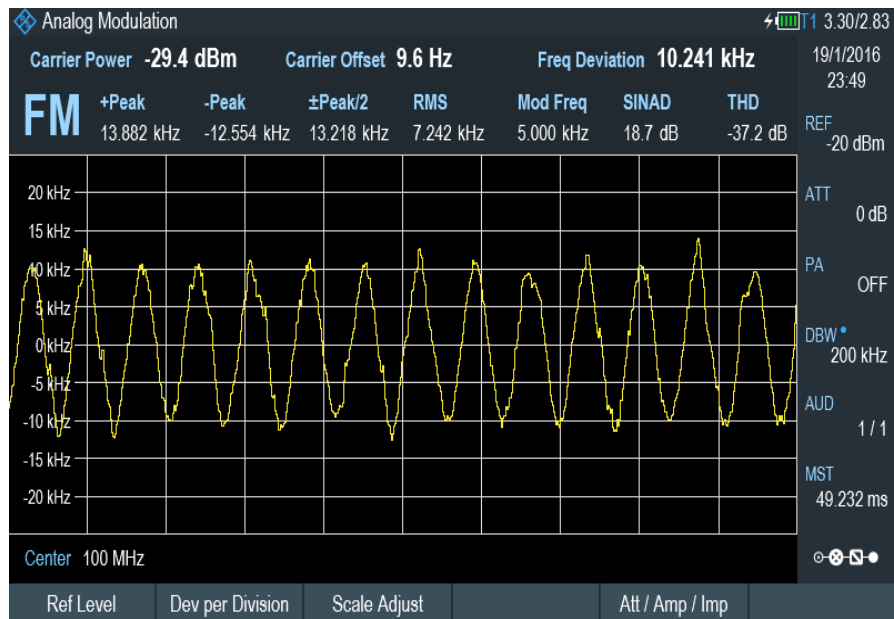 Analog Modulation
T1 3.30/2.83
Carrier Power -29.4 dBm Carrier Offset 9.6 Hz Freq Deviation 10.241 kHz
19/1/2016
23:49
FM
+Peak -Peak ±Peak/2 RMS Mod Freq SINAD THD
13.882 kHz -12.554 kHz 13.218 kHz 7.242 kHz 5.000 kHz 18.7 dB -37.2 dB
REF
-20 dBm
ATT
0 dB
PA
OFF
DBW
200 kHz
AUD
1 / 1
MST
49.232 ms
20 kHz
15 kHz
10 kHz
5 kHz
0 kHz
-5 kHz
-10 kHz
-15 kHz
-20 kHz
Center 100 MHz
Ref Level Dev per Division Scale Adjust Att / Amp / Imp